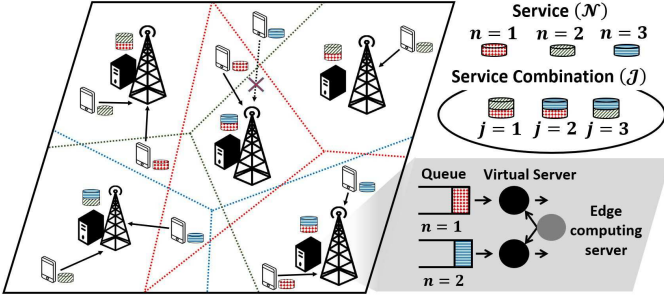 Service (𝒩)
n = 1 n = 2 n = 3
Service Combination (𝒥)
j = 1 j = 2 j = 3
Queue Virtual Server
n = 1
Edge
computing
server
n = 2